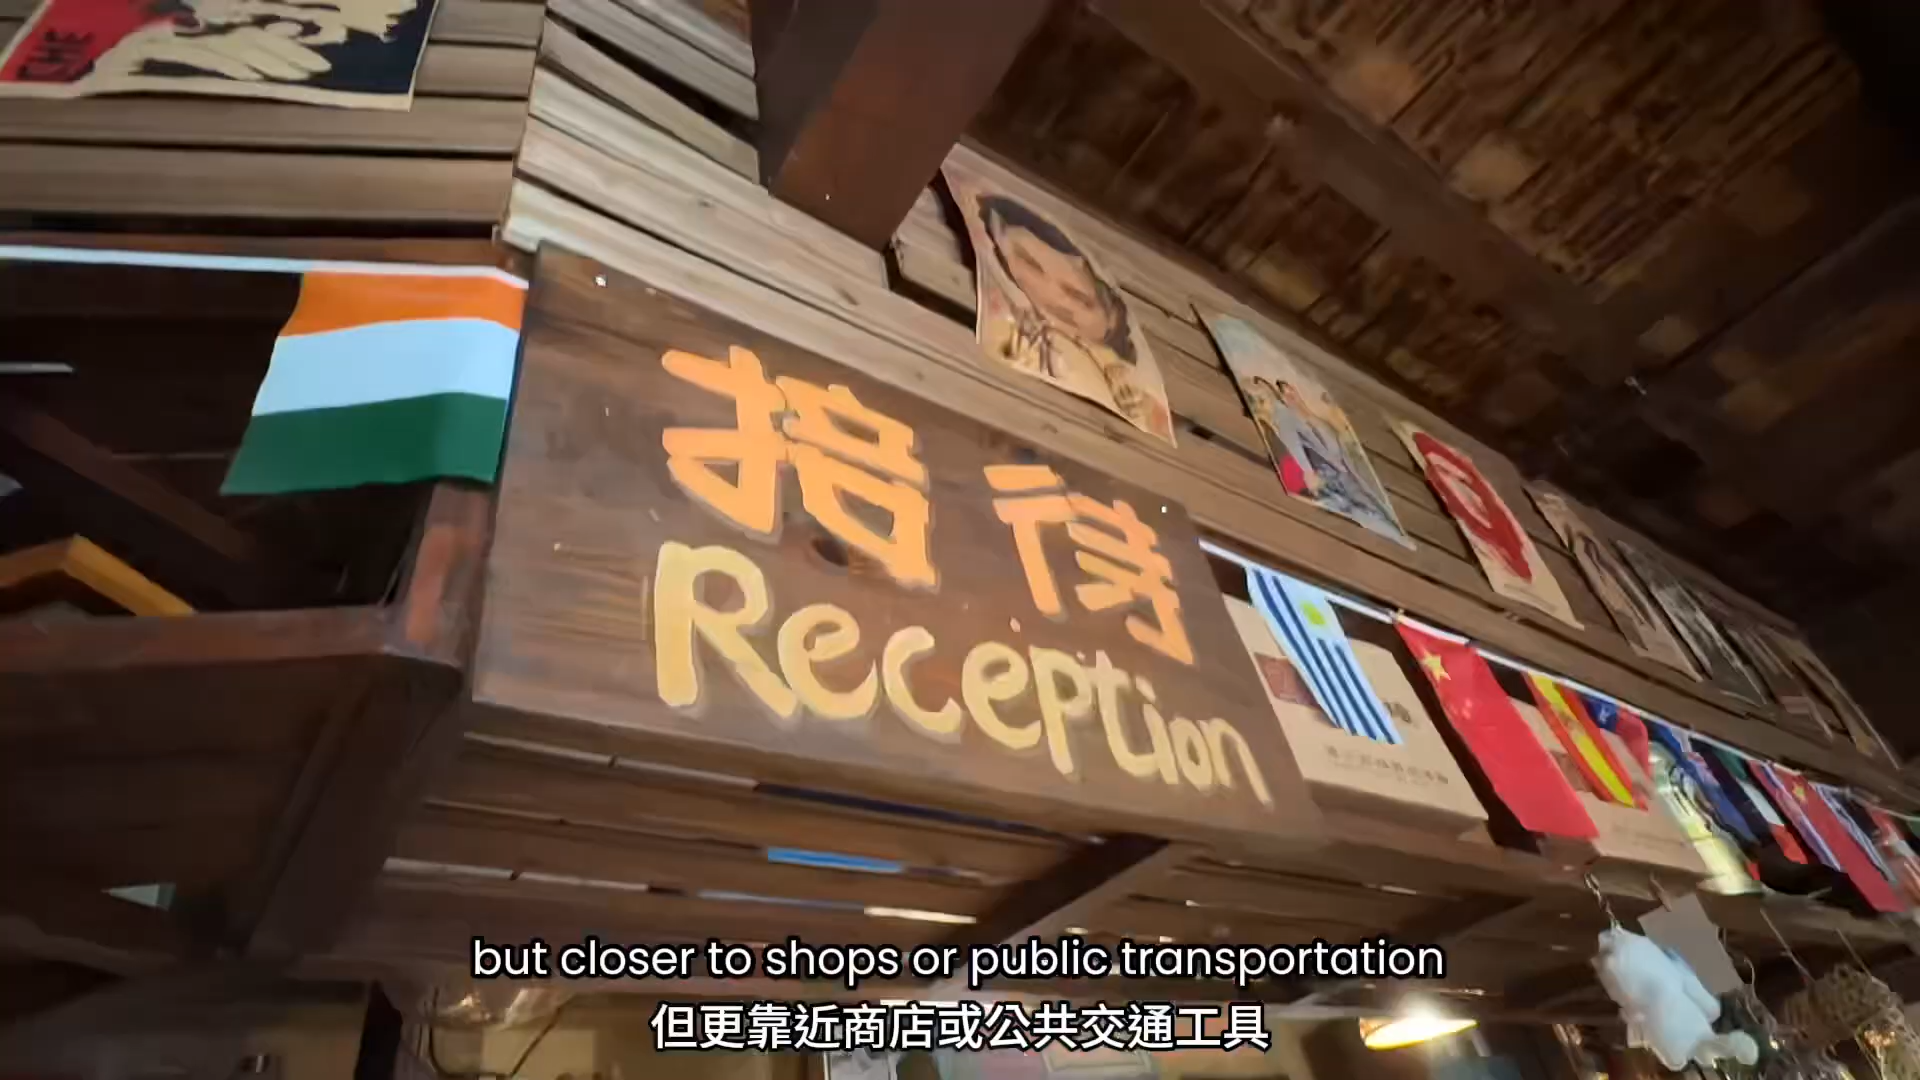 SHE
招待
Reception
but closer to shops or public transportation
但更靠近商店或公共交通工具